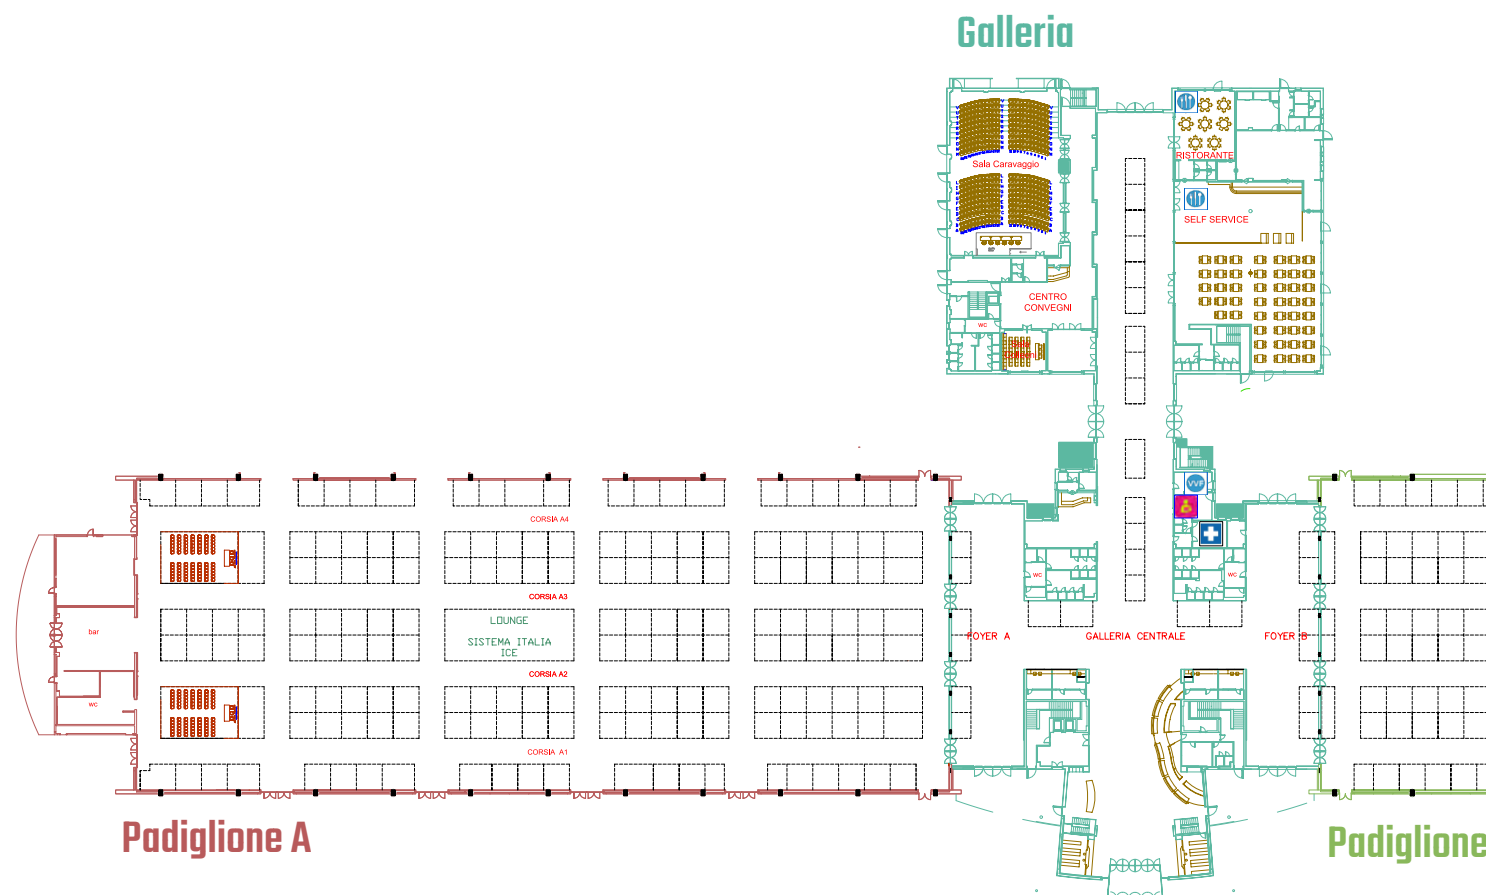 Galleria
RISTORANTE
Sala Caravaggio
SELF SERVICE
CENTRO
CONVEGNI
WC
Sala
VVF
CORSIA A4
WC
WC
CORSIA A3
LOUNGE
SISTEMA ITALIA
ICE
bar
FOYER A
GALLERIA CENTRALE
FOYER B
CORSIA A2
WC
CORSIA A1
Padiglione A
Padiglione